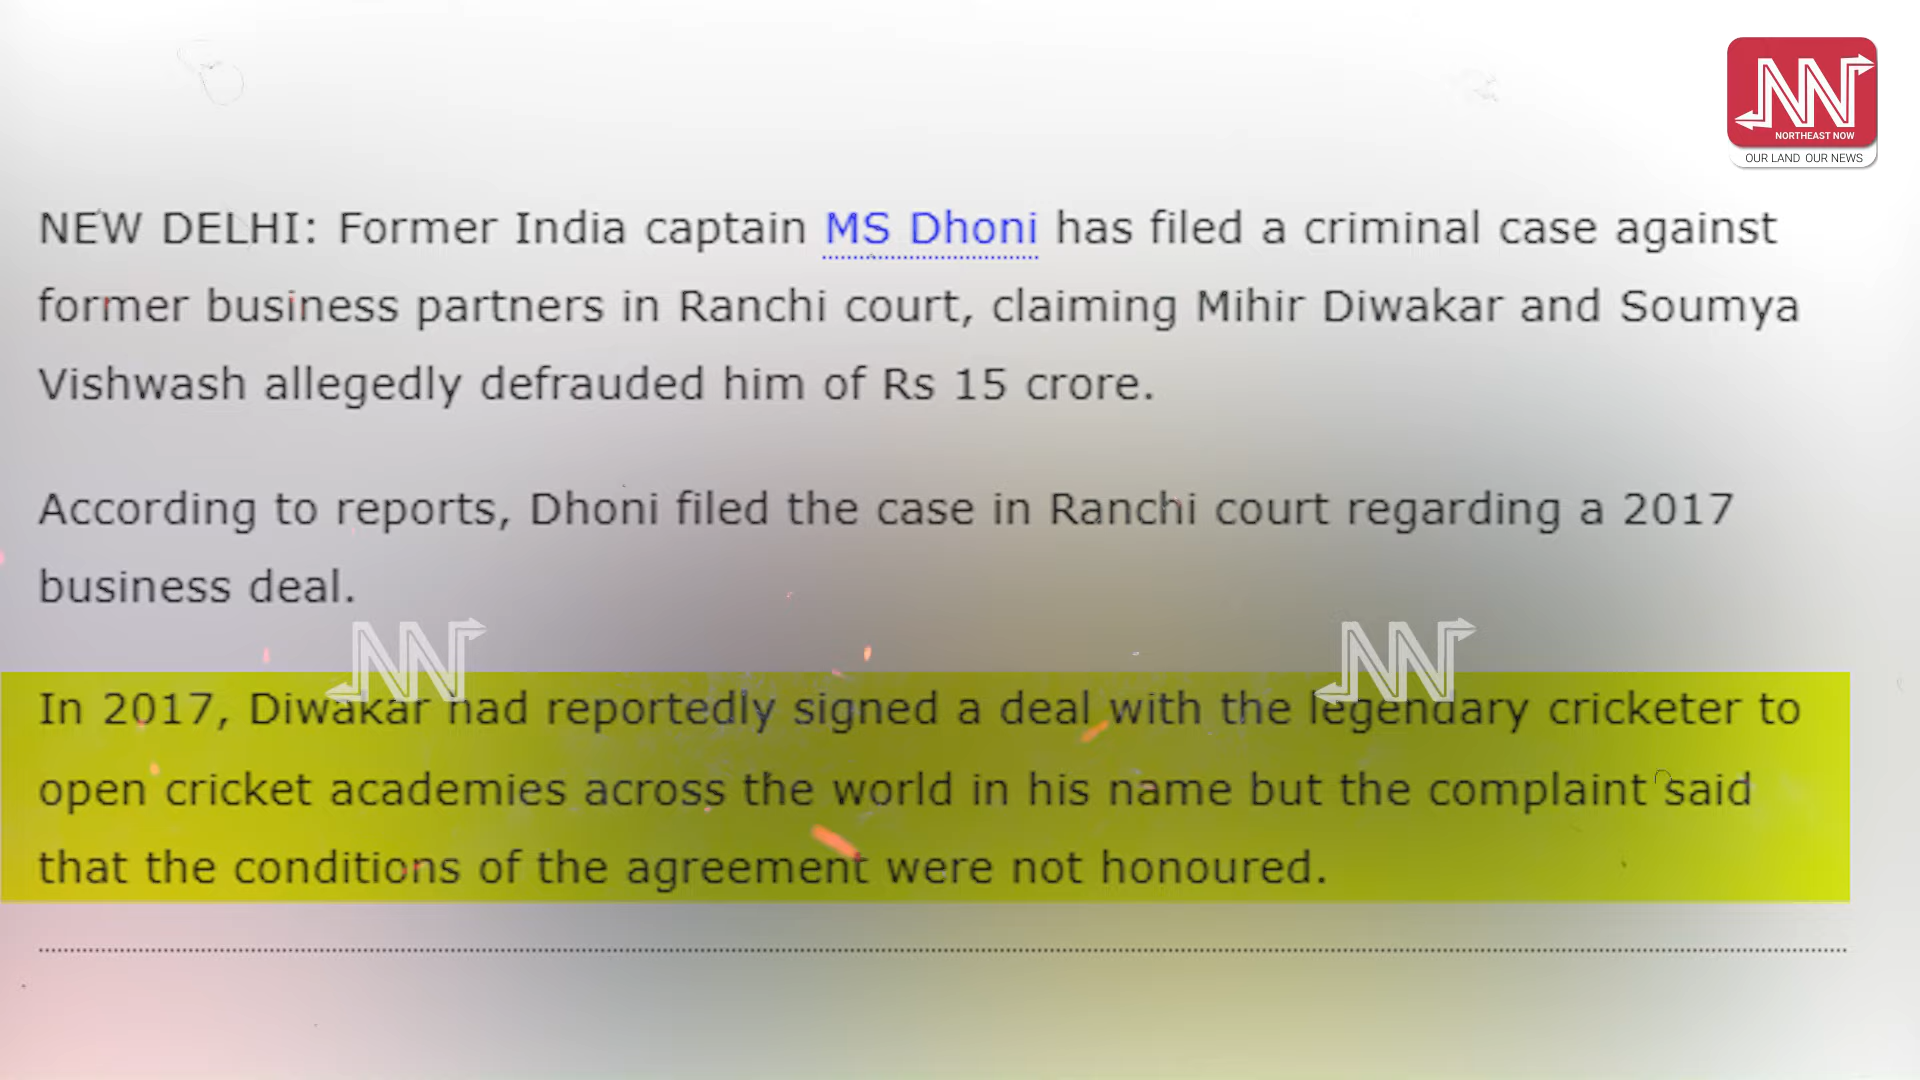 NORTHEAST NOW
OUR LAND OUR NEWS
NEW DELHI: Former India captain MS Dhoni has filed a criminal case against
former business partners in Ranchi court, claiming Mihir Diwakar and Soumya
Vishwash allegedly defrauded him of Rs 15 crore.
According to reports, Dhoni filed the case in Ranchi court regarding a 2017
business deal.
In 2017, Diwakar had reportedly signed a deal with the legendary cricketer to
open cricket academies across the world in his name but the complaint said
that the conditions of the agreement were not honoured.